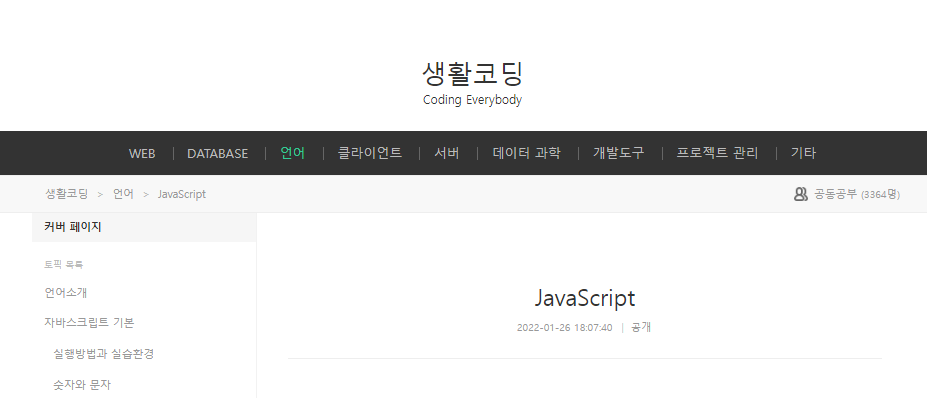 생활코딩
Coding Everybody
WEB | DATABASE | 언어 | 클라이언트 | 서버 | 데이터 과학 | 개발도구 | 프로젝트 관리 | 기타
생활코딩 > 언어 > JavaScript 공동공부 (3364명)
커버 페이지
토픽 목록
언어소개
자바스크립트 기본
실행방법과 실습환경
숫자와 문자
JavaScript
2022-01-26 18:07:40 | 공개